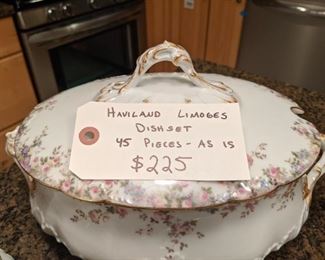 HAVILAND LIMOGES
DISHSET
45 PIECES - AS IS
$225